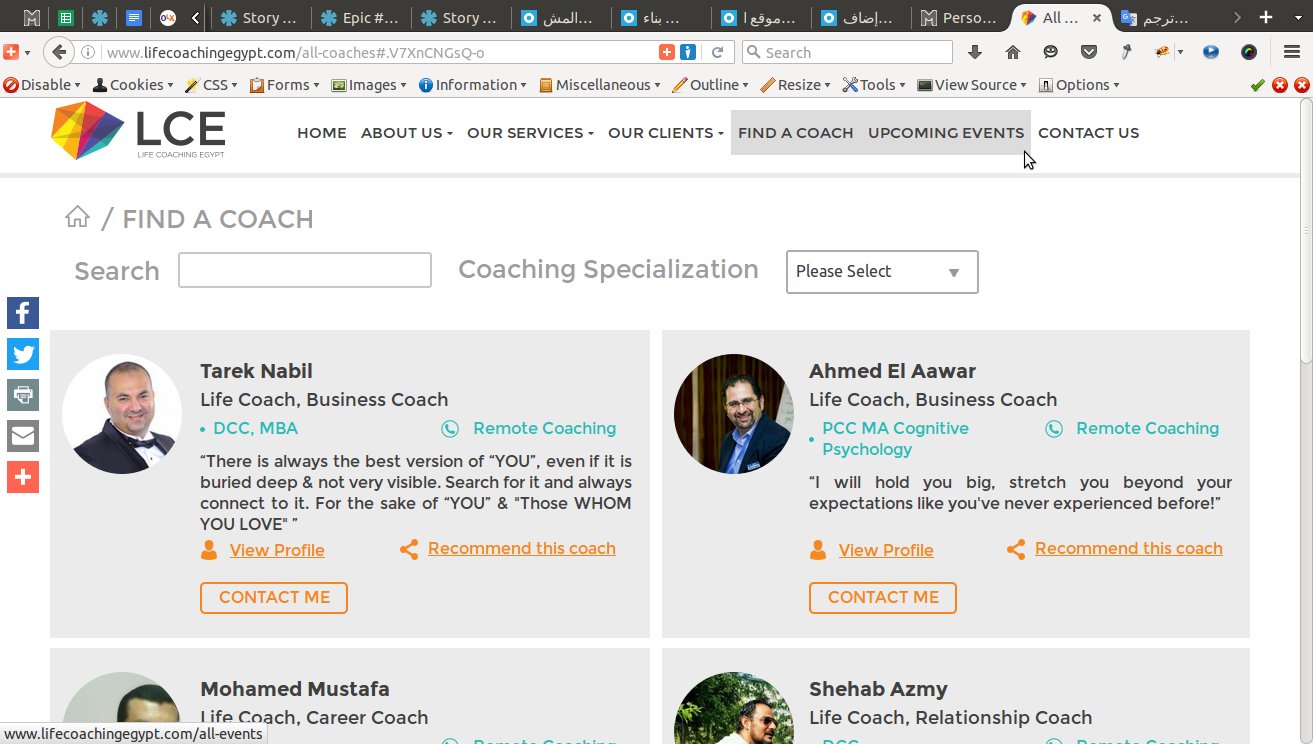 Story ...
Epic #...
Story ...
المش...
بناء ...
موقع ا...
إضاف...
Perso...
All ...
ترجم...
www.lifecoachingegypt.com/all-coaches#.V7XnCNGsQ-o
Search
Disable
Cookies
CSS
Forms
Images
Information
Miscellaneous
Outline
Resize
Tools
View Source
Options
LCE
LIFE COACHING EGYPT
HOME
ABOUT US
OUR SERVICES
OUR CLIENTS
FIND A COACH
UPCOMING EVENTS
CONTACT US
/ FIND A COACH
Search
Coaching Specialization
Please Select
Tarek Nabil
Life Coach, Business Coach
• DCC, MBA
Remote Coaching
“There is always the best version of “YOU”, even if it is
buried deep & not very visible. Search for it and always
connect to it. For the sake of “YOU” & "Those WHOM
YOU LOVE" ”
View Profile
Recommend this coach
CONTACT ME
Ahmed El Aawar
Life Coach, Business Coach
• PCC MA Cognitive
Psychology
Remote Coaching
“I will hold you big, stretch you beyond your
expectations like you've never experienced before!”
View Profile
Recommend this coach
CONTACT ME
Mohamed Mustafa
Life Coach, Career Coach
Remote Coaching
Shehab Azmy
Life Coach, Relationship Coach
DCC
Remote Coaching
www.lifecoachingegypt.com/all-events